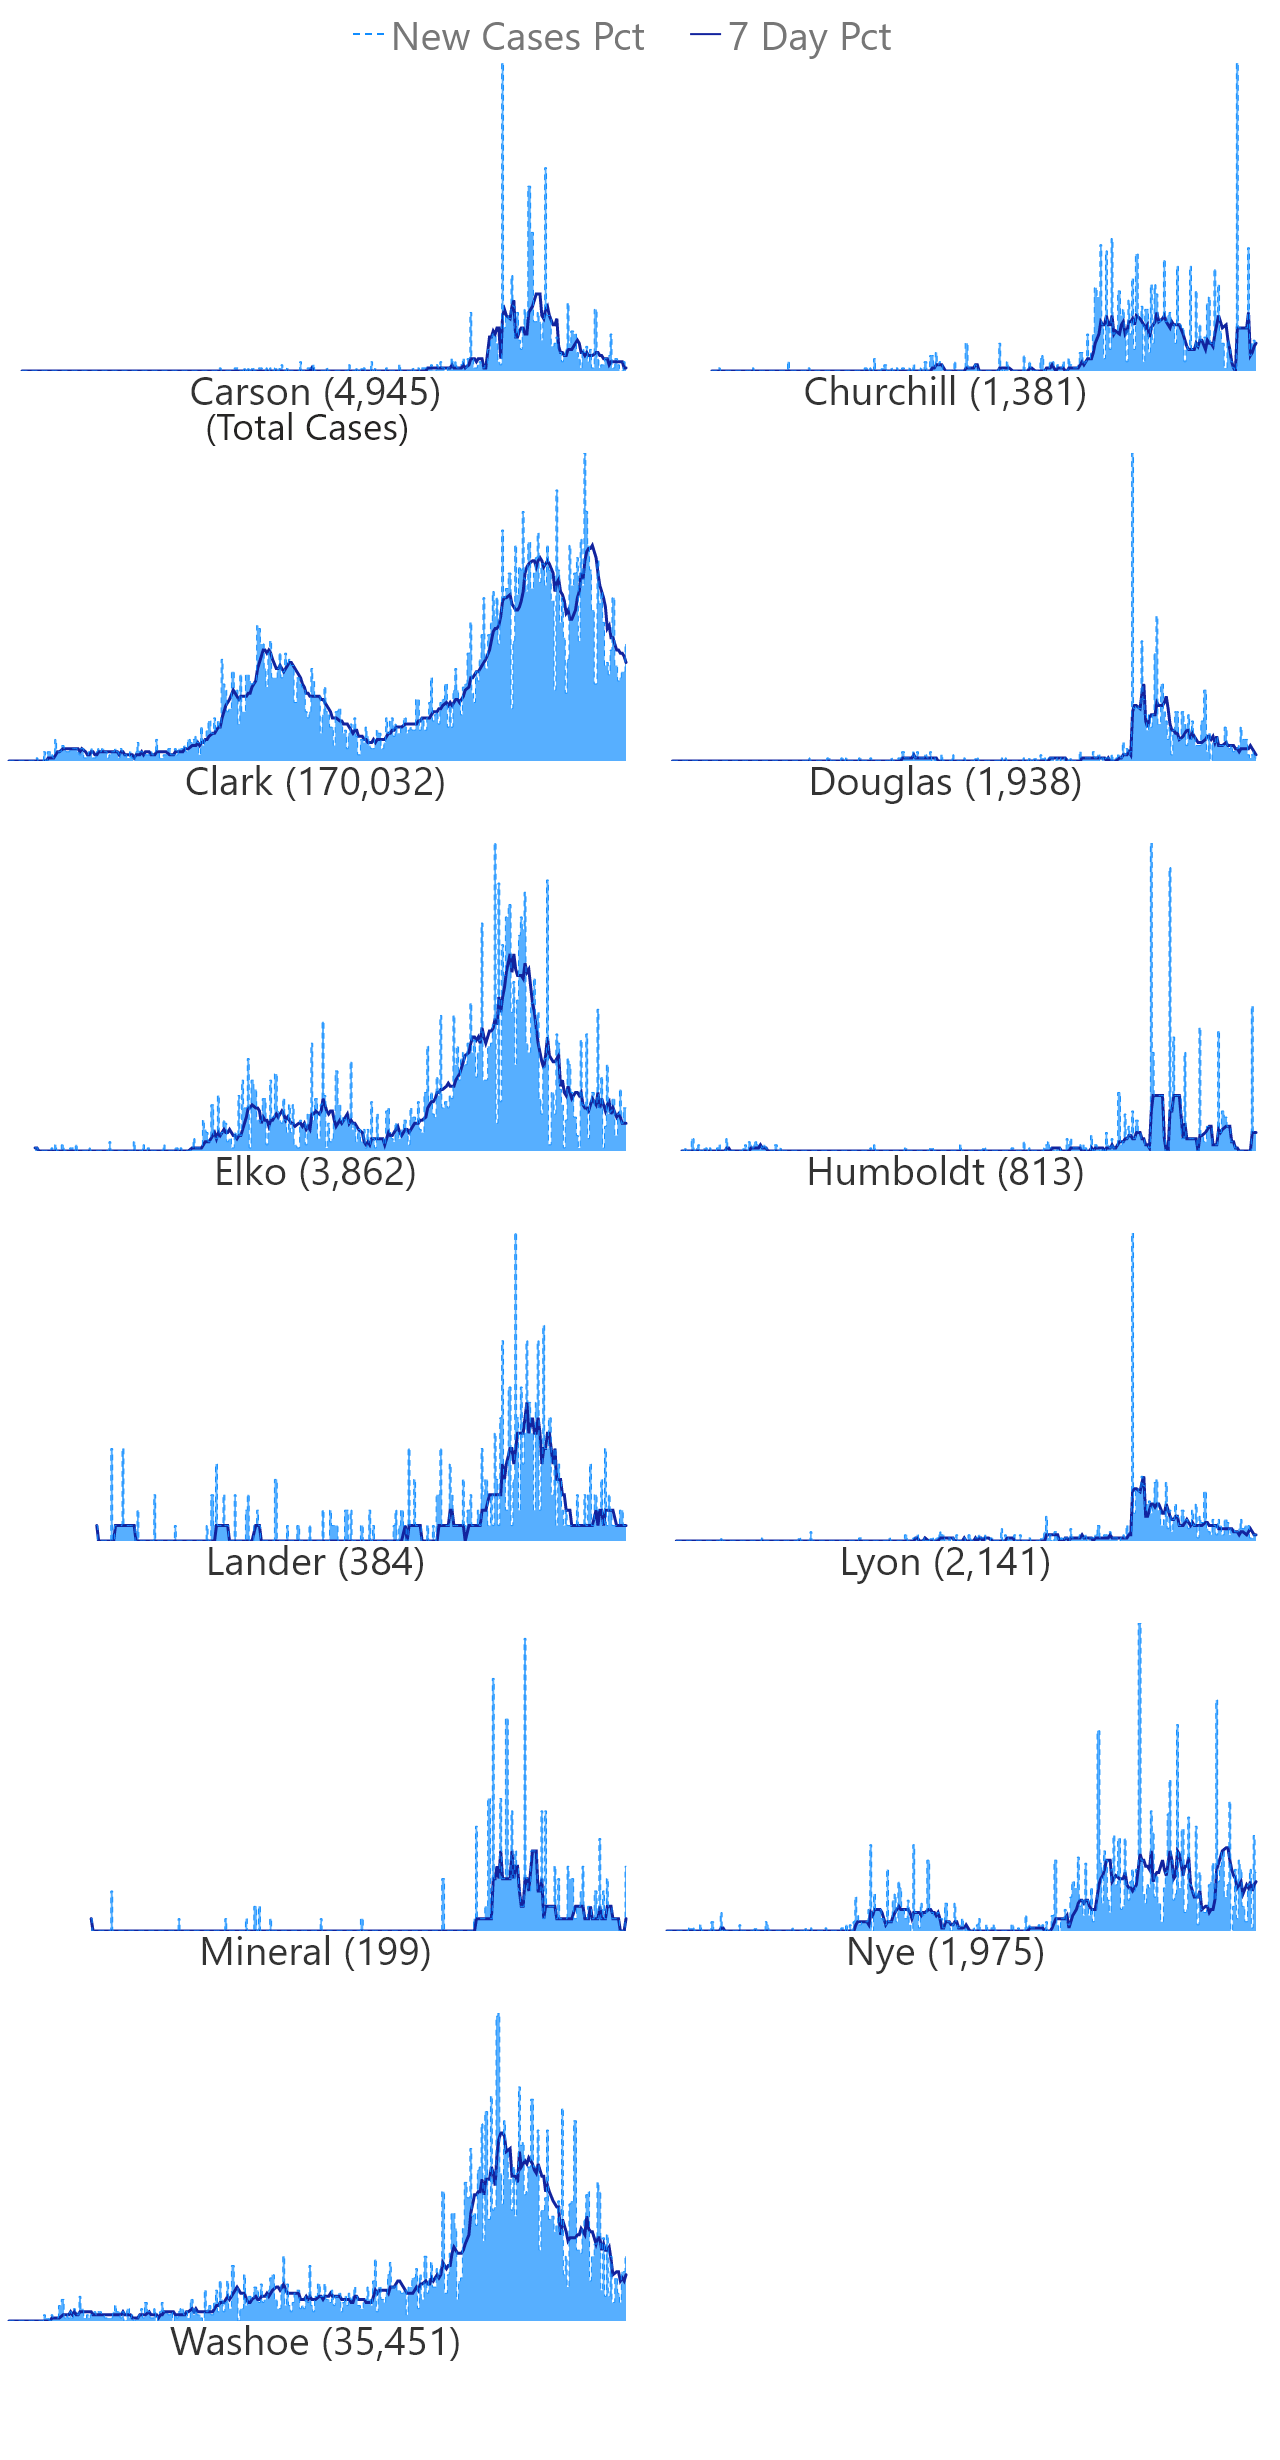 New Cases Pct 7 Day Pct
Carson (4,945) Churchill (1,381)
(Total Cases)
Clark (170,032) Douglas (1,938)
Elko (3,862) Humboldt (813)
Lander (384) Lyon (2,141)
Mineral (199) Nye (1,975)
Washoe (35,451)